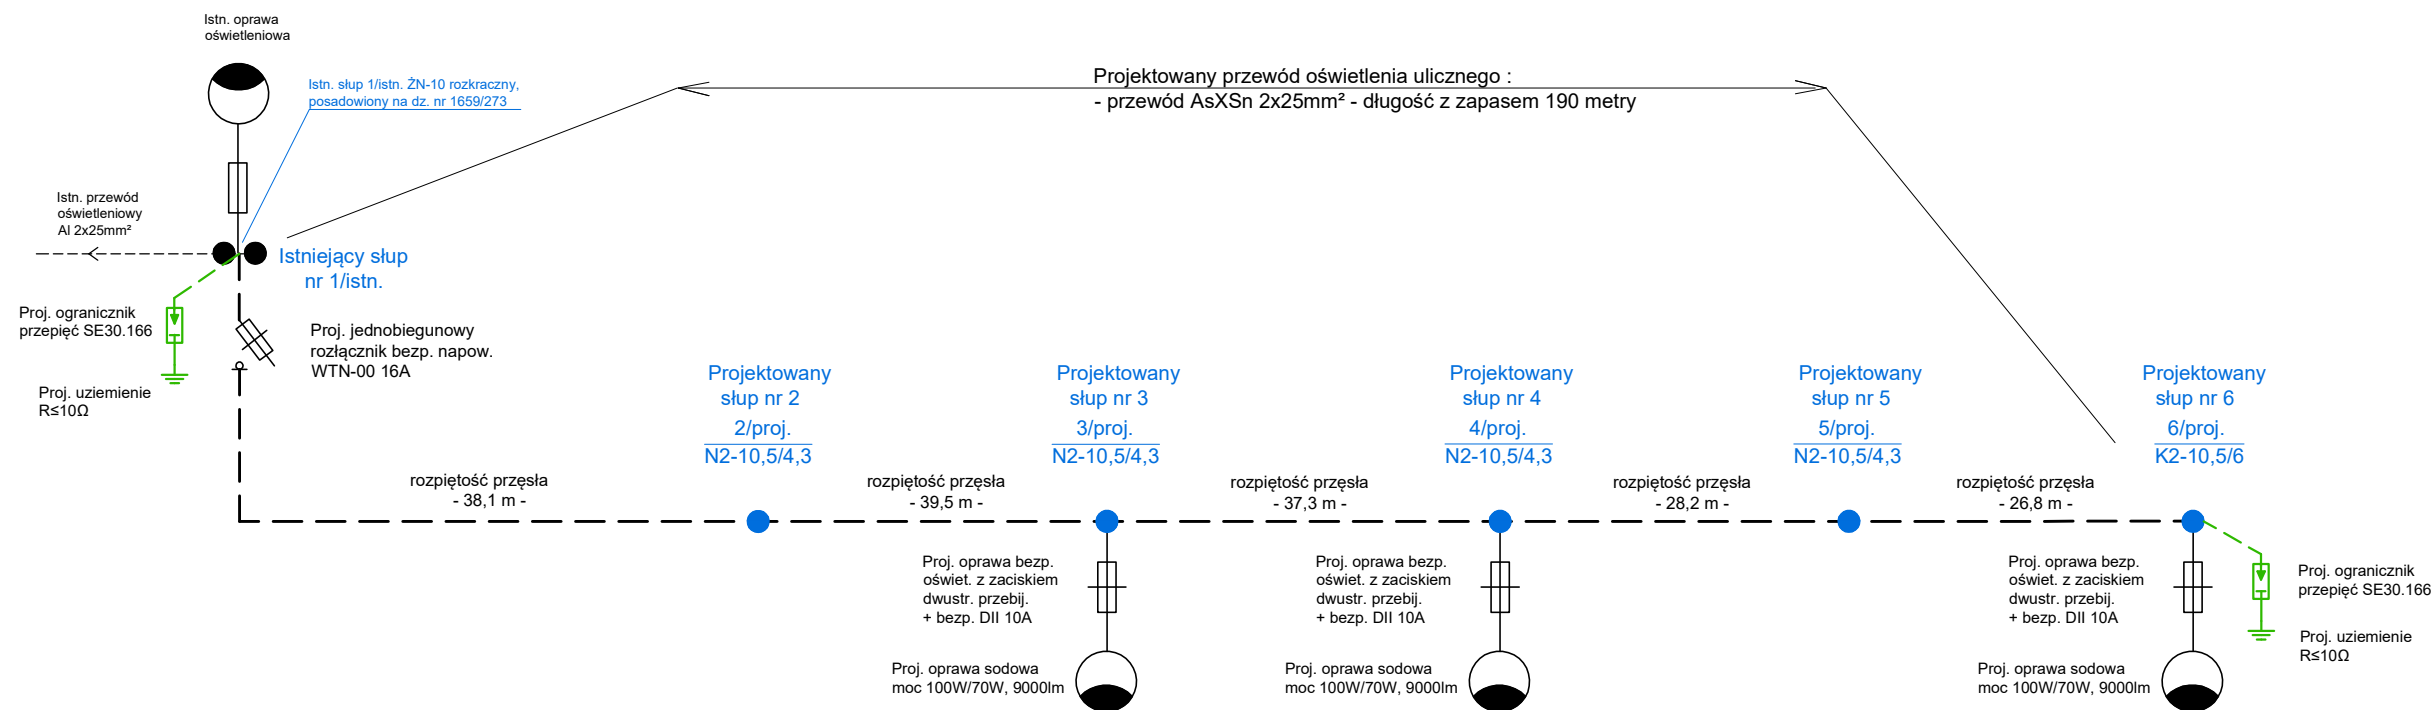 Istn. oprawa
oświetleniowa
Istn. słup 1/istn. ŻN-10 rozkraczny,
posadowiony na dz. nr 1659/273
Projektowany przewód oświetlenia ulicznego :
- przewód AsXSn 2x25mm² - długość z zapasem 190 metry
Istn. przewód
oświetleniowy
Al 2x25mm²
Istniejący słup
nr 1/istn.
Proj. ogranicznik
przepięć SE30.166
Proj. uziemienie
R≤10Ω
Proj. jednobiegunowy
rozłącznik bezp. napow.
WTN-00 16A
Projektowany
słup nr 2
2/proj.
N2-10,5/4,3
Projektowany
słup nr 3
3/proj.
N2-10,5/4,3
Projektowany
słup nr 4
4/proj.
N2-10,5/4,3
Projektowany
słup nr 5
5/proj.
N2-10,5/4,3
Projektowany
słup nr 6
6/proj.
K2-10,5/6
rozpiętość przęsła
- 38,1 m -
rozpiętość przęsła
- 39,5 m -
rozpiętość przęsła
- 37,3 m -
rozpiętość przęsła
- 28,2 m -
rozpiętość przęsła
- 26,8 m -
Proj. oprawa bezp.
oświet. z zaciskiem
dwustr. przebij.
+ bezp. DII 10A
Proj. oprawa sodowa
moc 100W/70W, 9000lm
Proj. oprawa bezp.
oświet. z zaciskiem
dwustr. przebij.
+ bezp. DII 10A
Proj. oprawa sodowa
moc 100W/70W, 9000lm
Proj. oprawa bezp.
oświet. z zaciskiem
dwustr. przebij.
+ bezp. DII 10A
Proj. oprawa sodowa
moc 100W/70W, 9000lm
Proj. ogranicznik
przepięć SE30.166
Proj. uziemienie
R≤10Ω